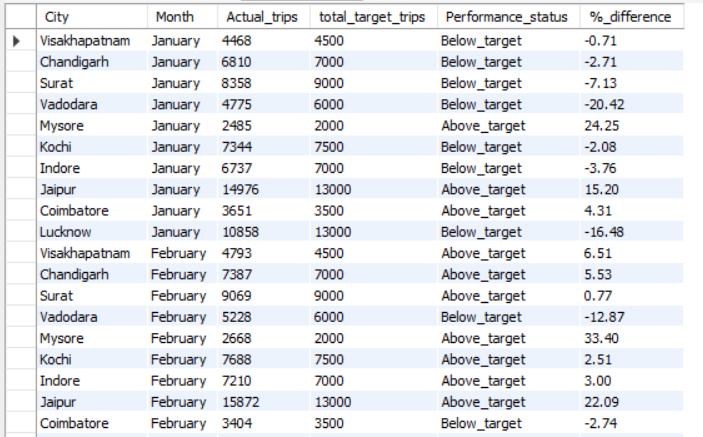 City Month Actual_trips total_target_trips Performance_status %_difference
Visakhapatnam January 4468 4500 Below_target -0.71
Chandigarh January 6810 7000 Below_target -2.71
Surat January 8358 9000 Below_target -7.13
Vadodara January 4775 6000 Below_target -20.42
Mysore January 2485 2000 Above_target 24.25
Kochi January 7344 7500 Below_target -2.08
Indore January 6737 7000 Below_target -3.76
Jaipur January 14976 13000 Above_target 15.20
Coimbatore January 3651 3500 Above_target 4.31
Lucknow January 10858 13000 Below_target -16.48
Visakhapatnam February 4793 4500 Above_target 6.51
Chandigarh February 7387 7000 Above_target 5.53
Surat February 9069 9000 Above_target 0.77
Vadodara February 5228 6000 Below_target -12.87
Mysore February 2668 2000 Above_target 33.40
Kochi February 7688 7500 Above_target 2.51
Indore February 7210 7000 Above_target 3.00
Jaipur February 15872 13000 Above_target 22.09
Coimbatore February 3404 3500 Below_target -2.74